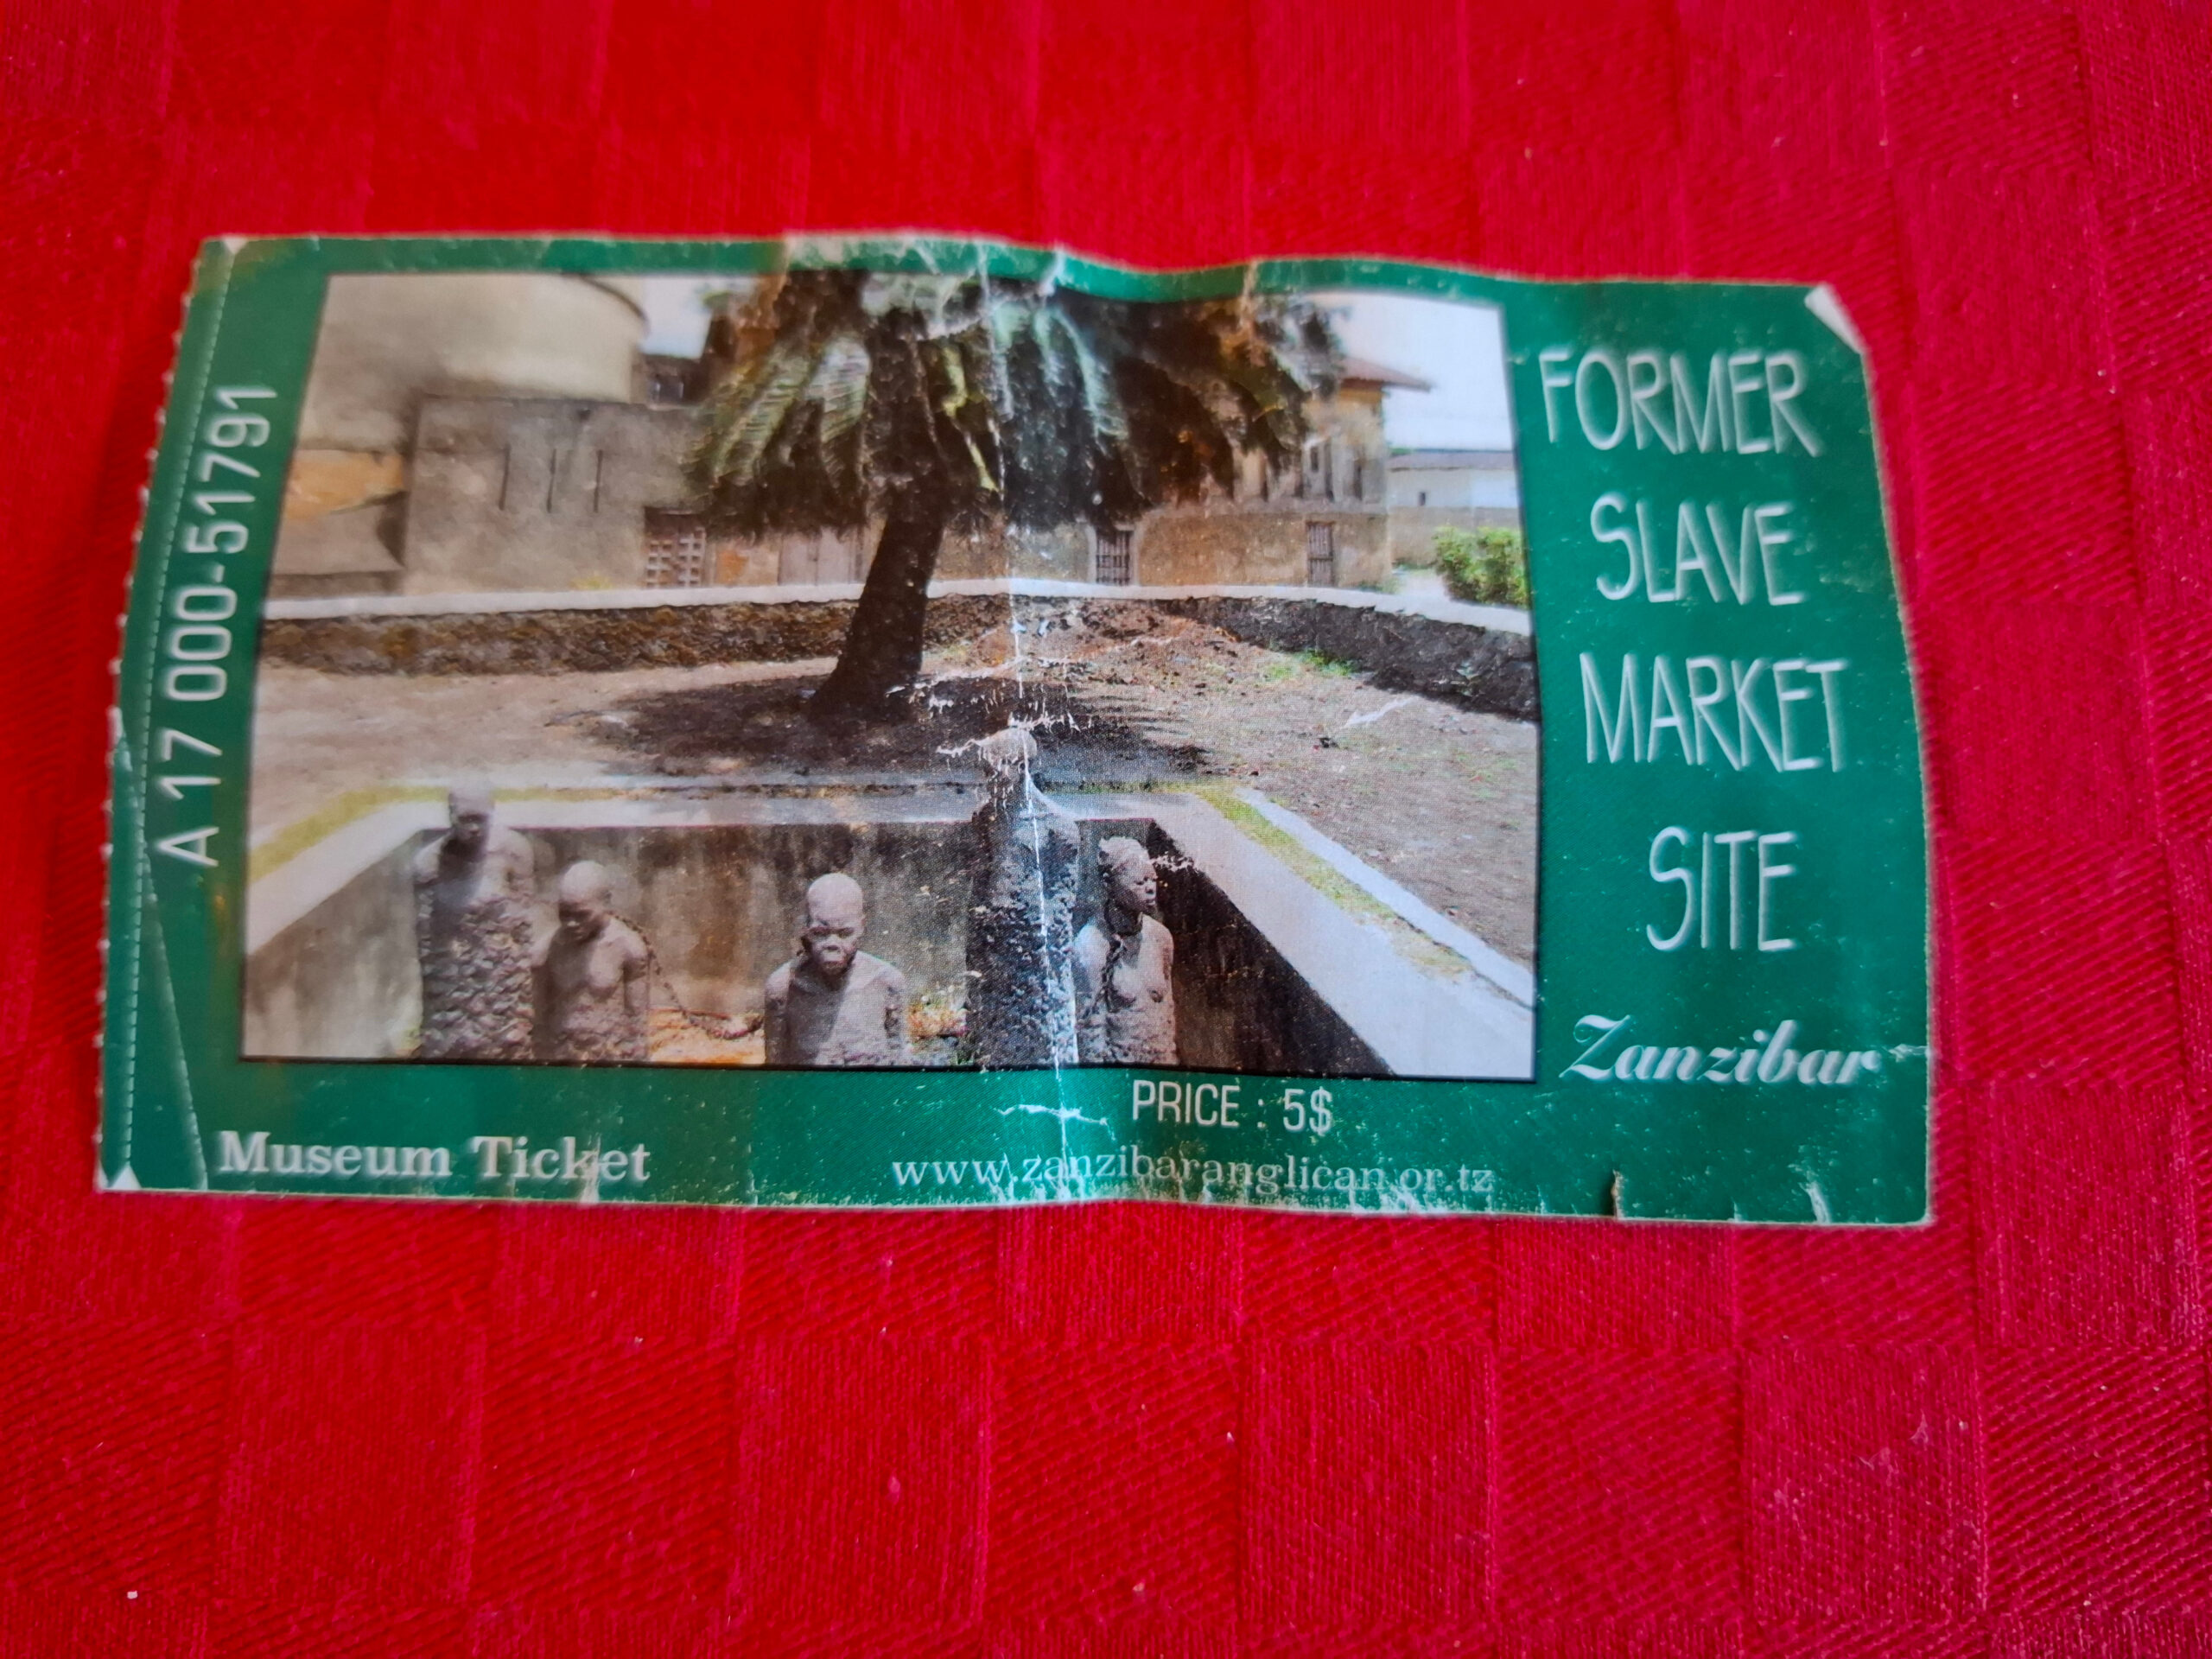 A 17 000-51791
FORMER
SLAVE
MARKET
SITE
Zanzibar
PRICE : 5$
Museum Ticket
www.zanzibaranglican.or.tz